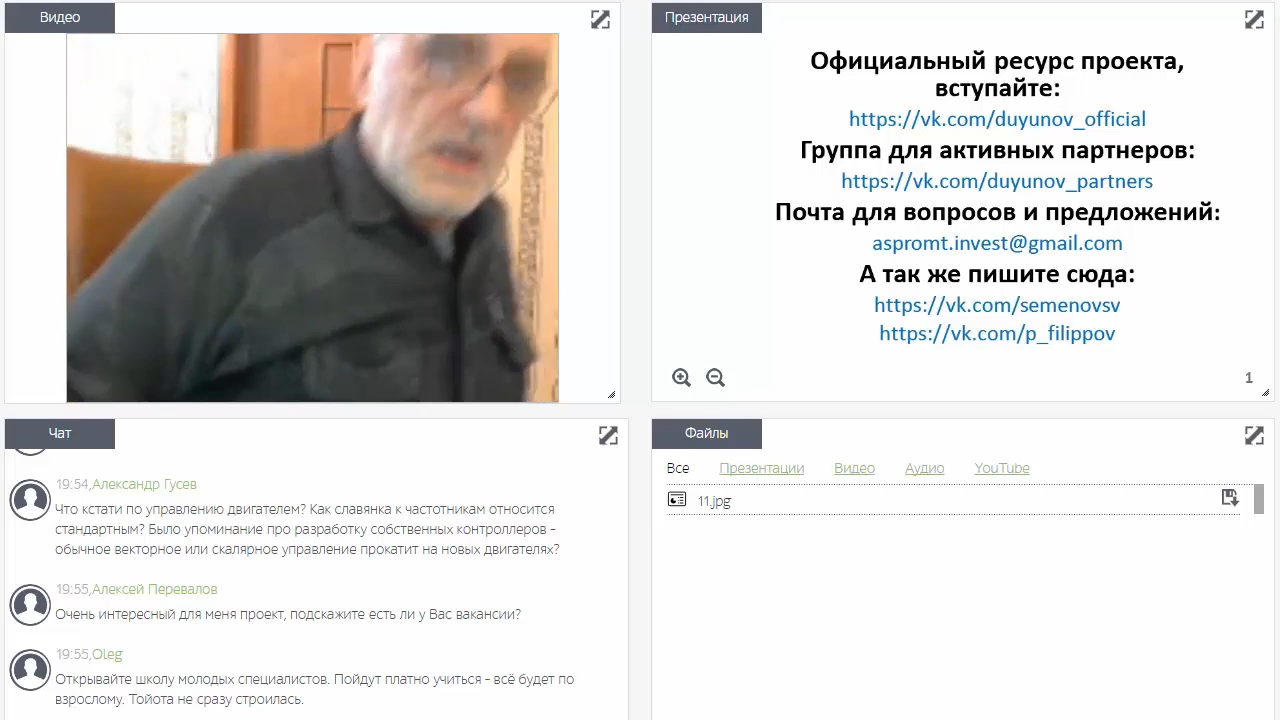 Видео
Презентация
Официальный ресурс проекта,
вступайте:
https://vk.com/duyunov_official
Группа для активных партнеров:
https://vk.com/duyunov_partners
Почта для вопросов и предложений:
aspromt.invest@gmail.com
А так же пишите сюда:
https://vk.com/semenovsv
https://vk.com/p_filippov
1
Чат
19:54,Александр Гусев
Что кстати по управлению двигателем? Как славянка к частотникам относится
стандартным? Было упоминание про разработку собственных контроллеров –
обычное векторное или скалярное управление прокатит на новых двигателях?
19:55,Алексей Перевалов
Очень интересный для меня проект, подскажите есть ли у Вас вакансии?
19:55,Oleg
Открывайте школу молодых специалистов. Пойдут платно учиться – всё будет по
взрослому. Тойота не сразу строилась.
Файлы
Все Презентации Видео Аудио YouTube
11.jpg